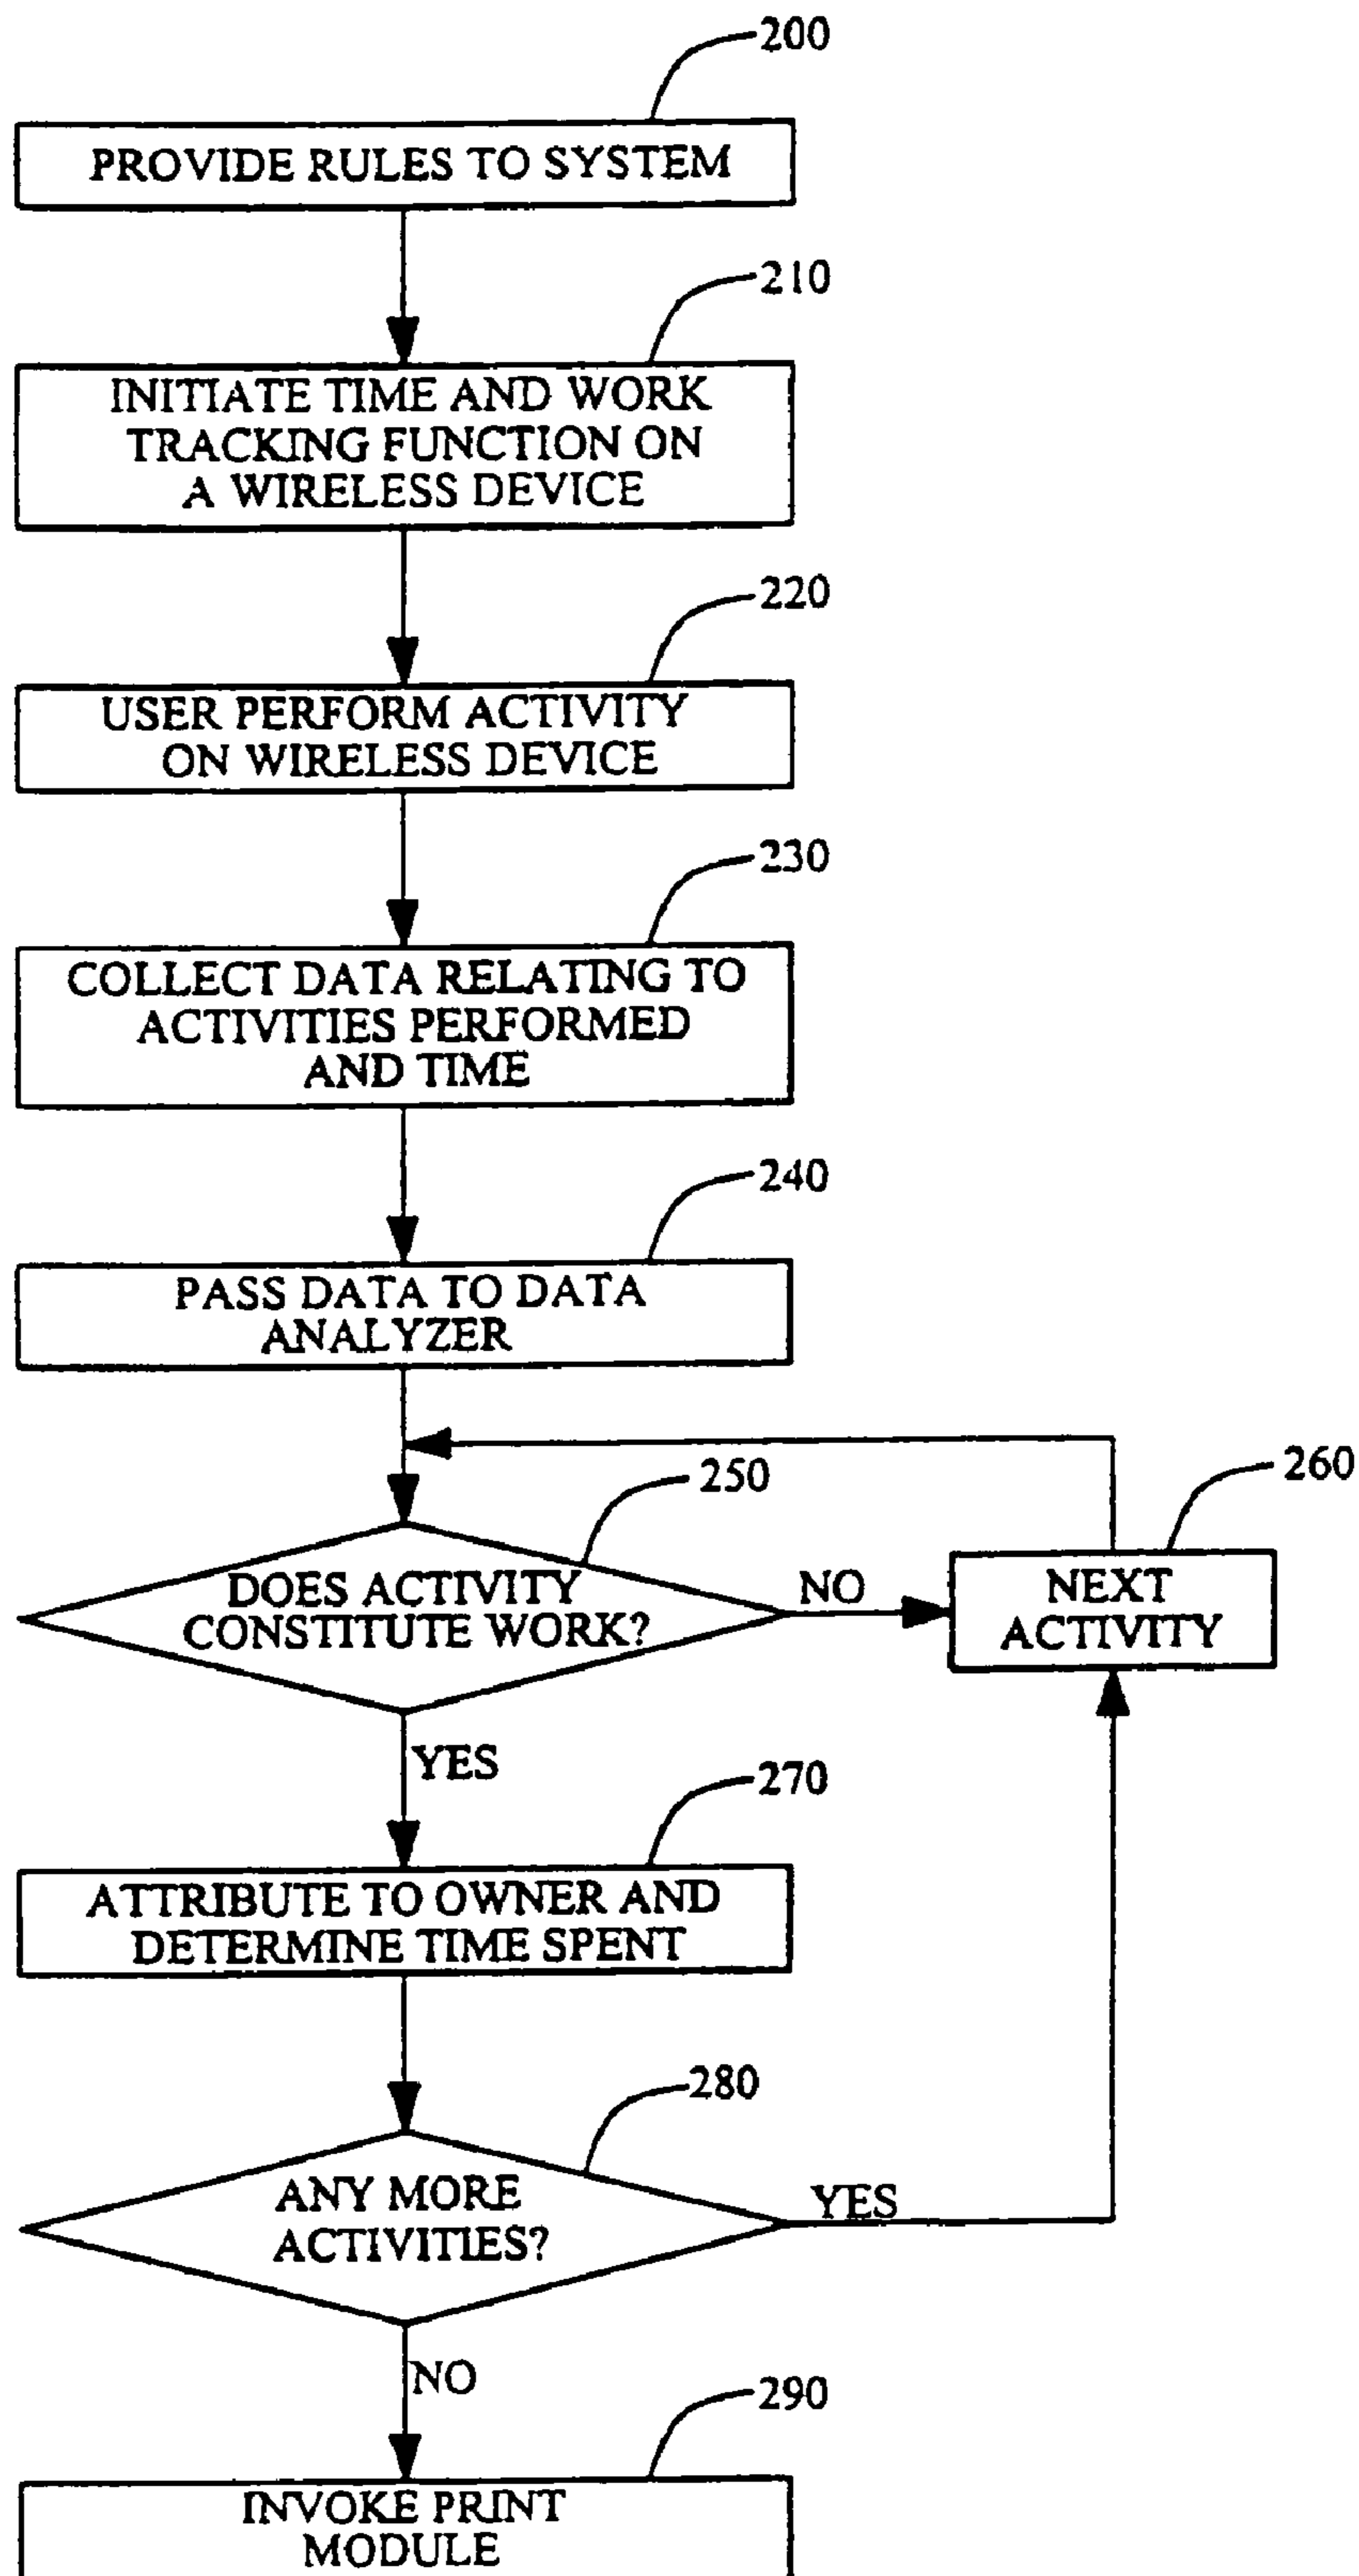 200
PROVIDE RULES TO SYSTEM
210
INITIATE TIME AND WORK
TRACKING FUNCTION ON
A WIRELESS DEVICE
220
USER PERFORM ACTIVITY
ON WIRELESS DEVICE
230
COLLECT DATA RELATING TO
ACTIVITIES PERFORMED
AND TIME
240
PASS DATA TO DATA
ANALYZER
250
260
DOES ACTIVITY
CONSTITUTE WORK?
NO
NEXT
ACTIVITY
YES
270
ATTRIBUTE TO OWNER AND
DETERMINE TIME SPENT
280
ANY MORE
ACTIVITIES?
YES
NO
290
INVOKE PRINT
MODULE